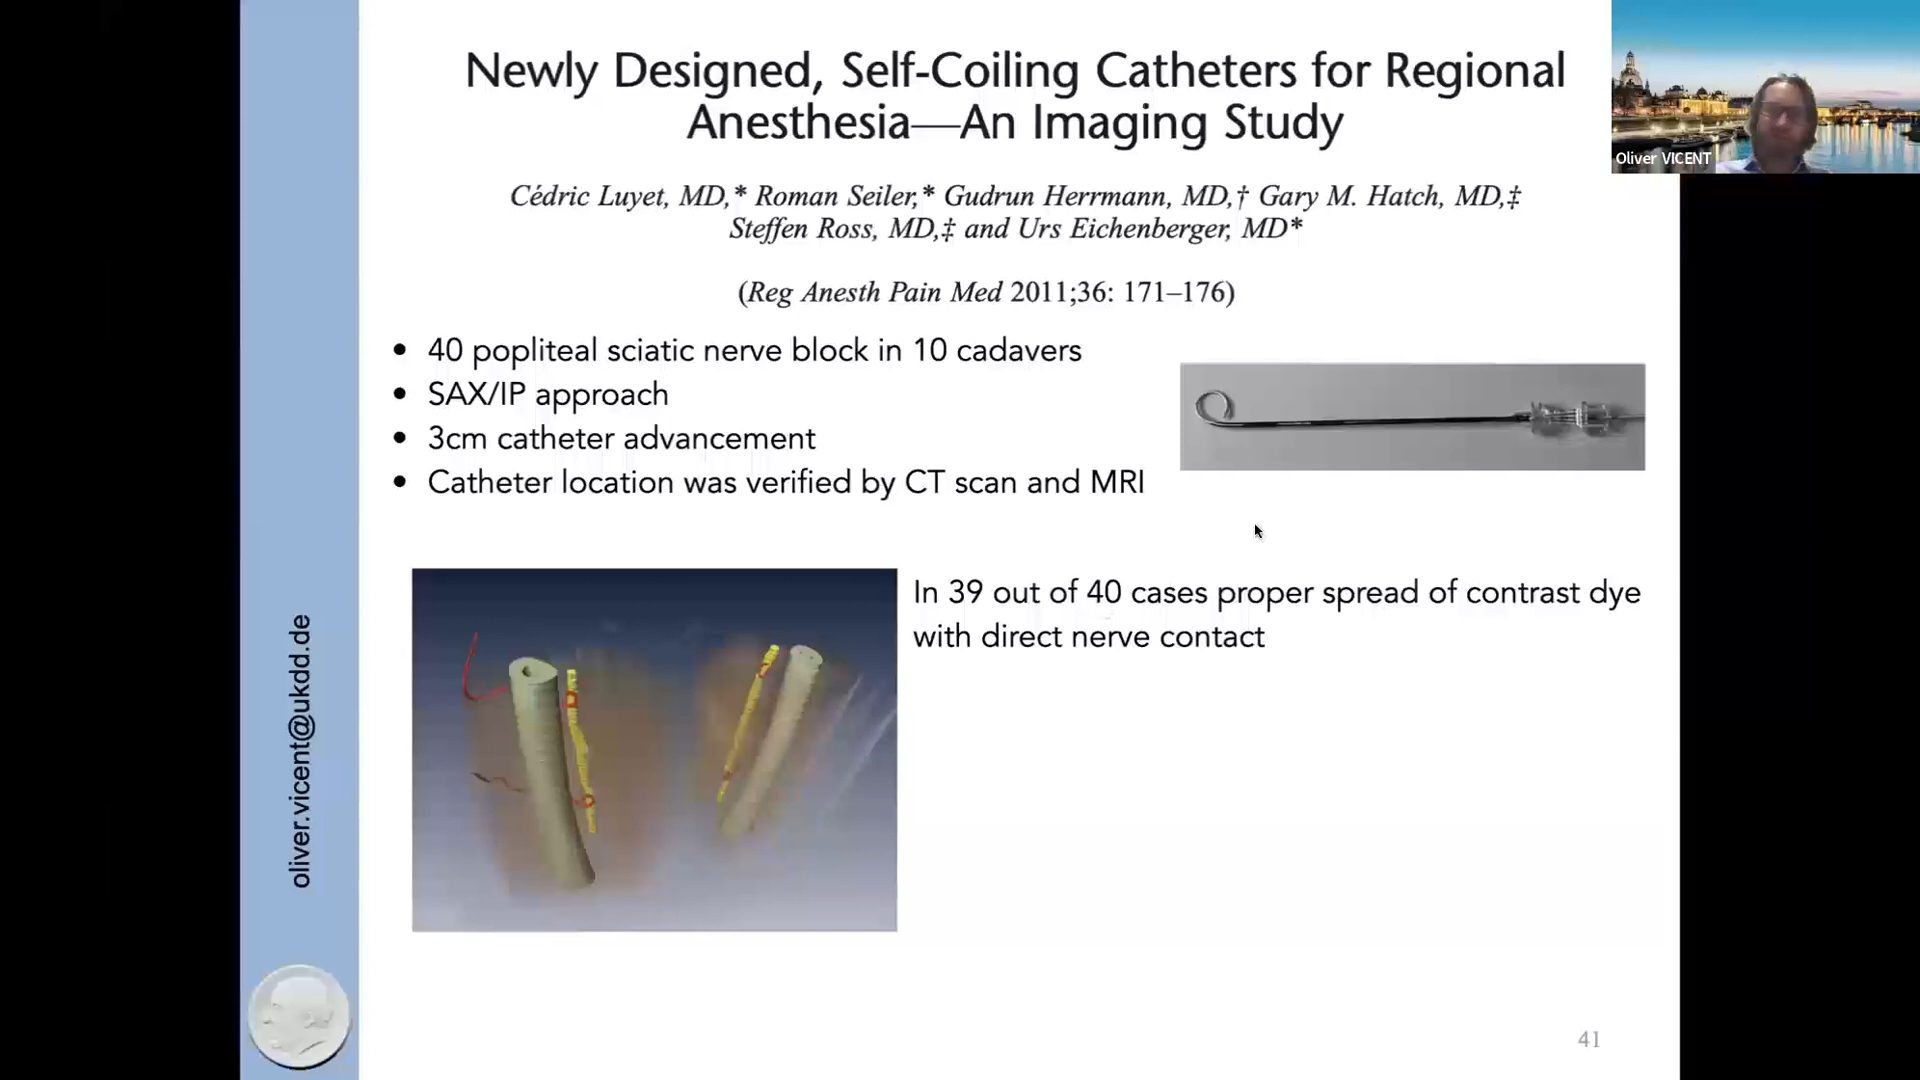 Newly Designed, Self-Coiling Catheters for Regional
Anesthesia—An Imaging Study
Cédric Luyet, MD,* Roman Seiler,* Gudrun Herrmann, MD,† Gary M. Hatch, MD,‡
Steffen Ross, MD,‡ and Urs Eichenberger, MD*
(Reg Anesth Pain Med 2011;36: 171–176)
• 40 popliteal sciatic nerve block in 10 cadavers
• SAX/IP approach
• 3cm catheter advancement
• Catheter location was verified by CT scan and MRI
In 39 out of 40 cases proper spread of contrast dye
with direct nerve contact
oliver.vicent@ukdd.de
41
Oliver VICENT